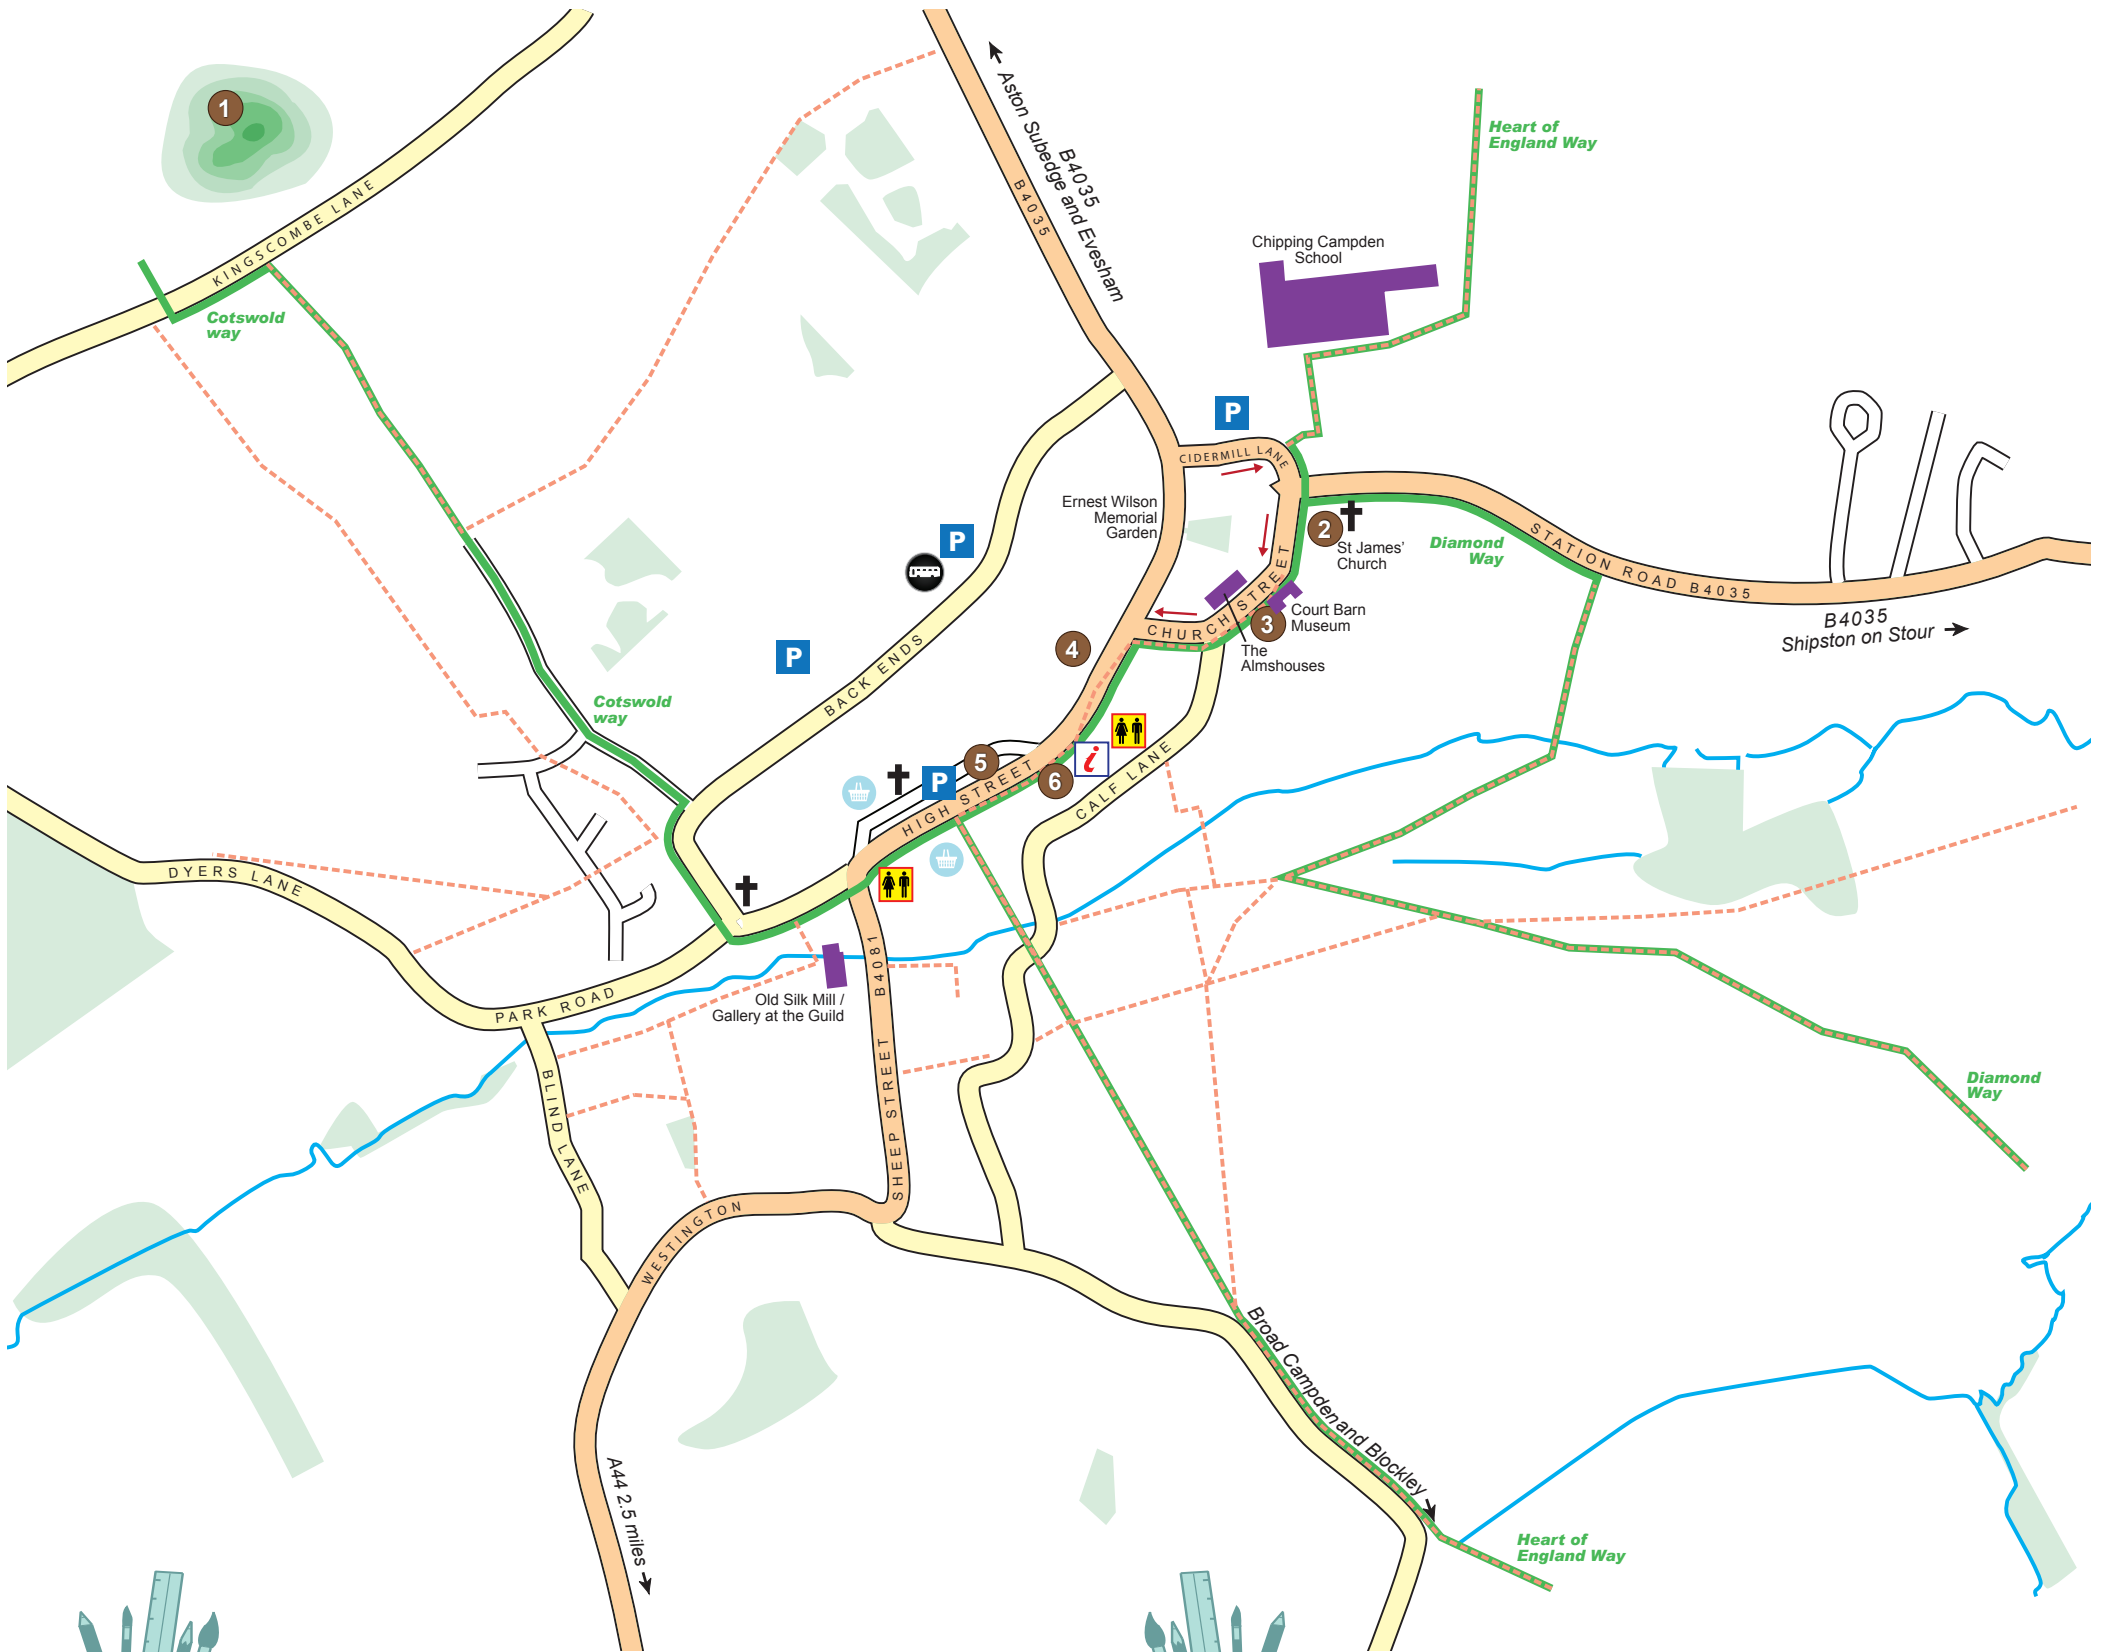 1
KINGSCOMBE LANE
Cotswold
way
B4035
B4035
Aston Subedge and Evesham
Heart of
England Way
Chipping Campden
School
P
CIDERMILL LANE
Ernest Wilson
Memorial
Garden
2
St James'
Church
Diamond
Way
STATION ROAD B4035
B4035
Shipston on Stour
P
P
BACK ENDS
CHURCH STREET
3
Court Barn
Museum
The
Almshouses
4
Cotswold
way
5
P
HIGH STREET
6
i
CALF LANE
DYERS LANE
PARK ROAD
Old Silk Mill /
Gallery at the Guild
B4081
SHEEP STREET
BLIND LANE
WESTINGTON
Diamond
Way
Broad Campden and Blockley
A44 2.5 miles
Heart of
England Way